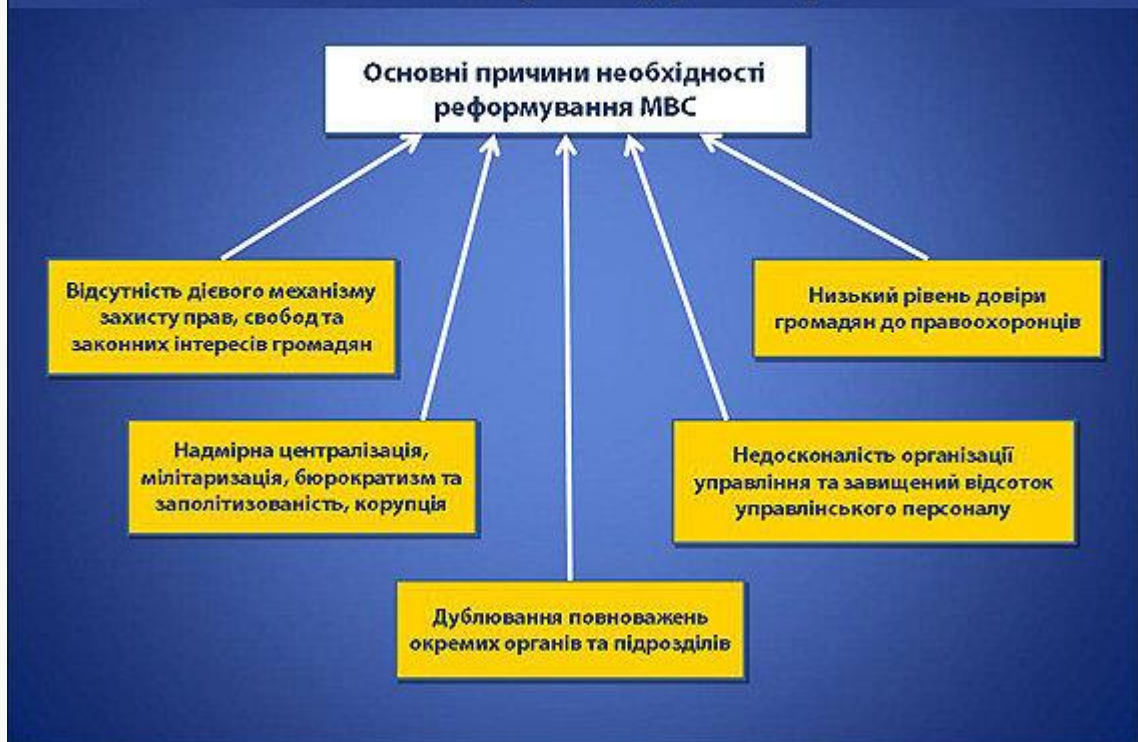 Основні причини необхідності
реформування МВС
Відсутність дієвого механізму
захисту прав, свобод та
законних інтересів громадян
Низький рівень довіри
громадян до правоохоронців
Надмірна централізація,
мілітаризація, бюрократизм та
заполітизованість, корупція
Недосконалість організації
управління та завищений відсоток
управлінського персоналу
Дублювання повноважень
окремих органів та підрозділів